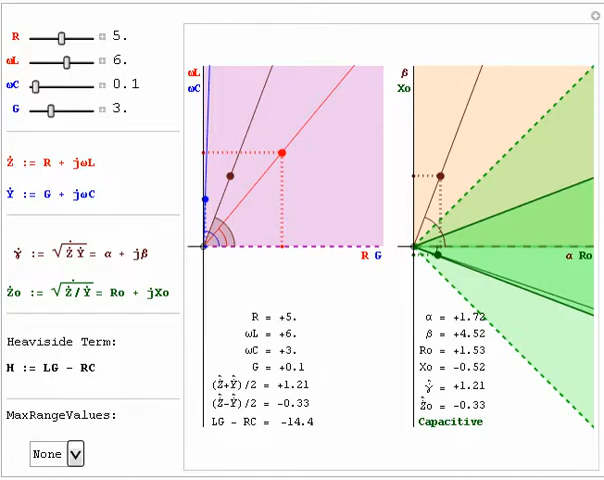 R 5.
ωL 6.
ωC 0.1
G 3.
Ż := R + jωL
Ẏ := G + jωC
γ̇ := √Ż Ẏ = α + jβ
Żo := √Ż/Ẏ = Ro + jXo
Heaviside Term:
H := LG - RC
MaxRangeValues:
None
ωL
ωC
R G
R = +5.
ωL = +6.
ωC = +3.
G = +0.1
(Ẑ+Ŷ)/2 = +1.21
(Ẑ-Ŷ)/2 = -0.33
LG - RC = -14.4
β
Xo
α Ro
α = +1.72
β = +4.52
Ro = +1.53
Xo = -0.52
γ̂ = +1.21
Ẑo = -0.33
Capacitive